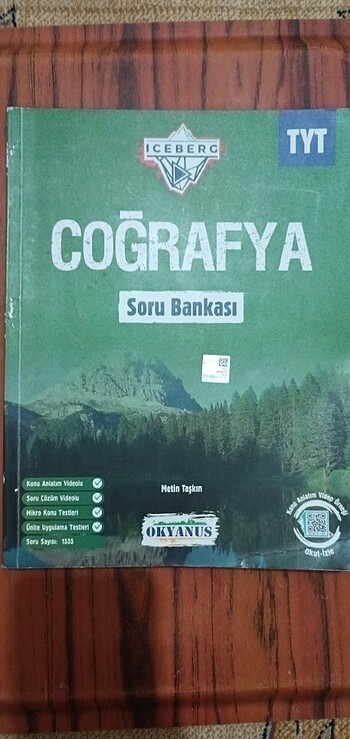 ICEBERG
TYT
COĞRAFYA
Soru Bankası
Konu Anlatım Videolu
Soru Çözüm Videolu
Mikro Konu Testleri
Ünite Uygulama Testleri
Soru Sayısı: 1333
Metin Taşkın
OKYANUS
Konu Anlatım Video Örneği
Okut-İzle